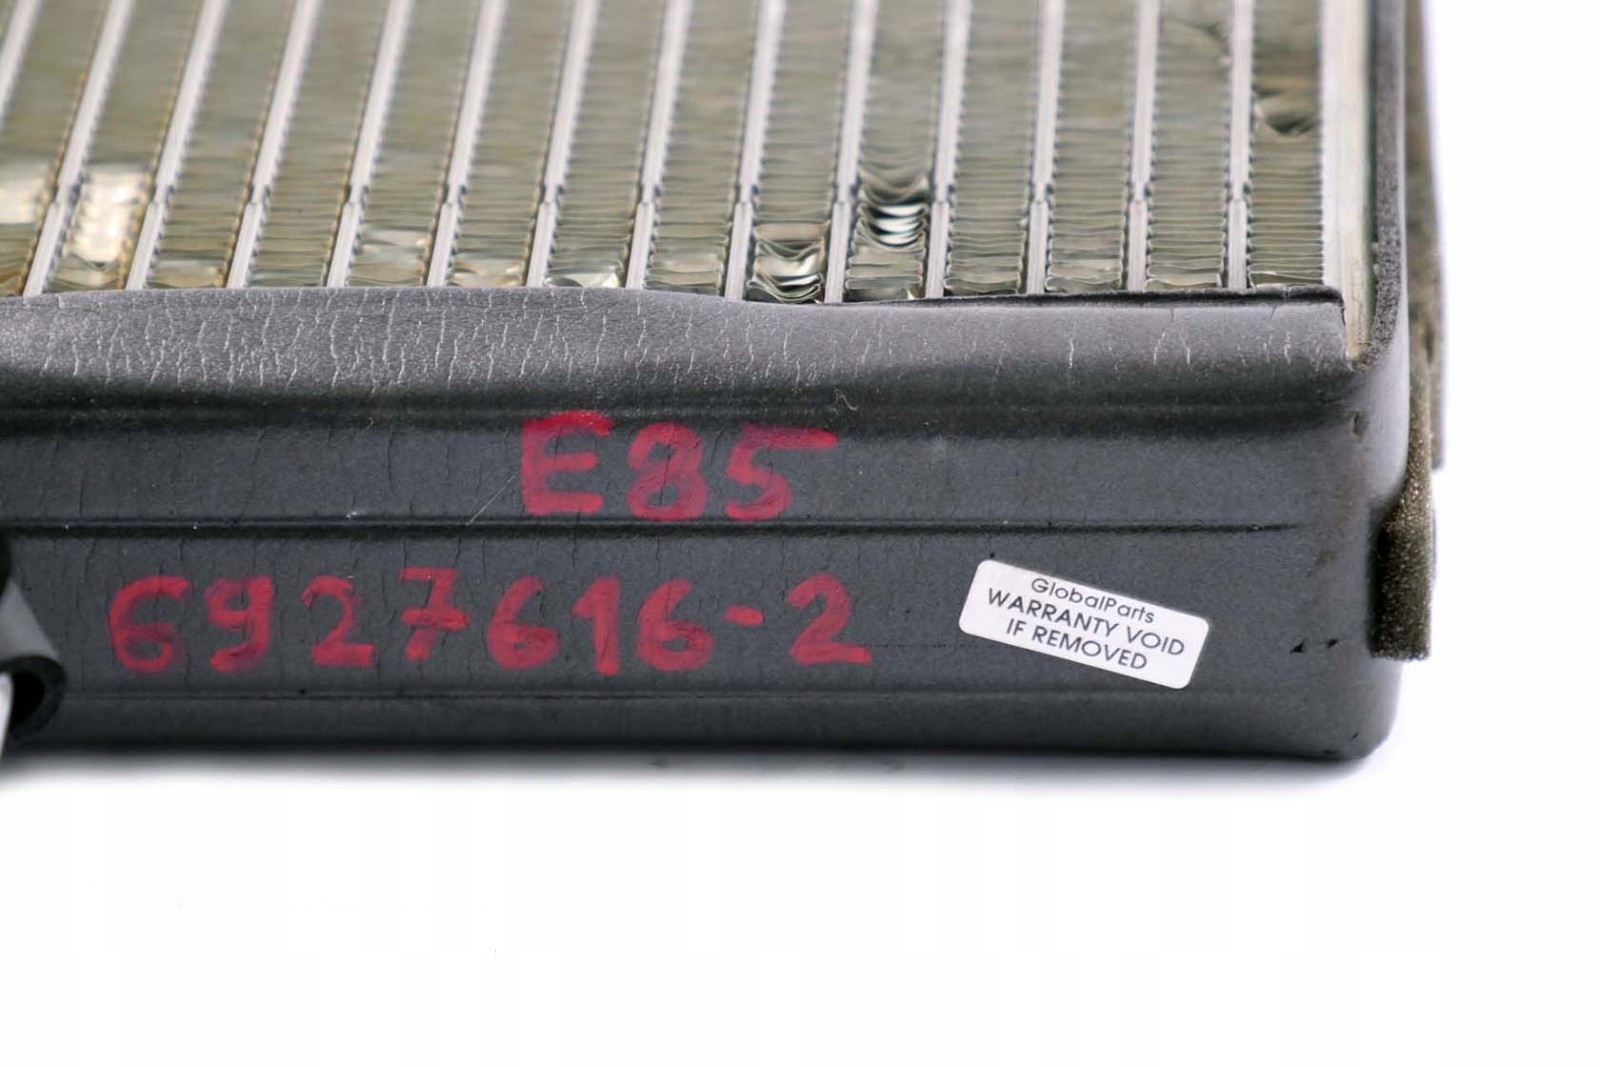 E85
6927616-2
GlobalParts
WARRANTY VOID
IF REMOVED